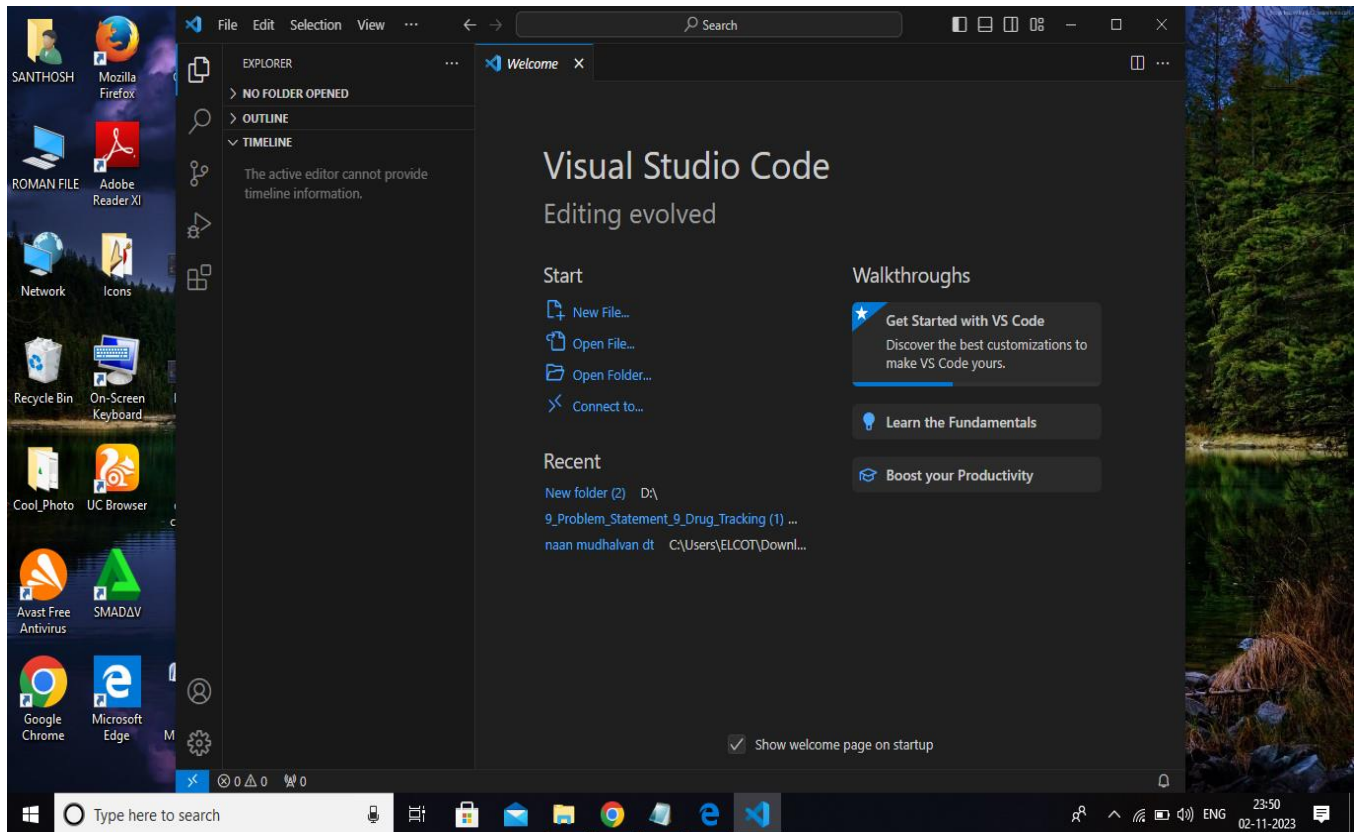 SANTHOSH
Mozilla
Firefox
ROMAN FILE
Adobe
Reader XI
Network
Icons
Recycle Bin
On-Screen
Keyboard
Cool_Photo
UC Browser
Avast Free
Antivirus
SMADΔV
Google
Chrome
Microsoft
Edge
File Edit Selection View ...
Search
EXPLORER
NO FOLDER OPENED
OUTLINE
TIMELINE
The active editor cannot provide
timeline information.
Welcome
Visual Studio Code
Editing evolved
Start
New File...
Open File...
Open Folder...
Connect to...
Recent
New folder (2) D:\
9_Problem_Statement_9_Drug_Tracking (1) ...
naan mudhalvan dt C:\Users\ELCOT\Downl...
Walkthroughs
Get Started with VS Code
Discover the best customizations to
make VS Code yours.
Learn the Fundamentals
Boost your Productivity
Show welcome page on startup
0 0 0
Type here to search
ENG
23:50
02-11-2023